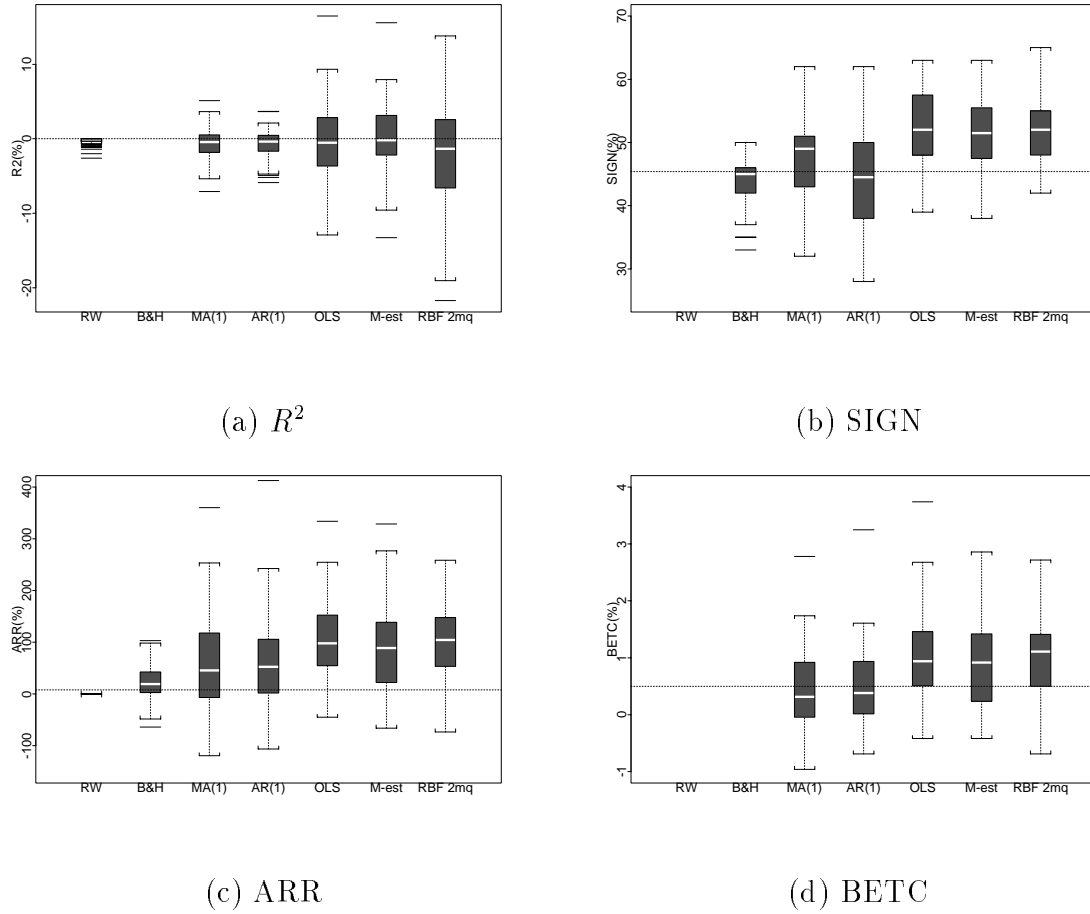 R2(%)
10
0
-10
-20
RW B&H MA(1) AR(1) OLS M-est RBF 2mq
(a) R²
SIGN(%)
70
60
50
40
30
RW B&H MA(1) AR(1) OLS M-est RBF 2mq
(b) SIGN
ARR(%)
400
300
200
100
0
-100
RW B&H MA(1) AR(1) OLS M-est RBF 2mq
(c) ARR
BETC(%)
4
3
2
1
0
-1
RW B&H MA(1) AR(1) OLS M-est RBF 2mq
(d) BETC